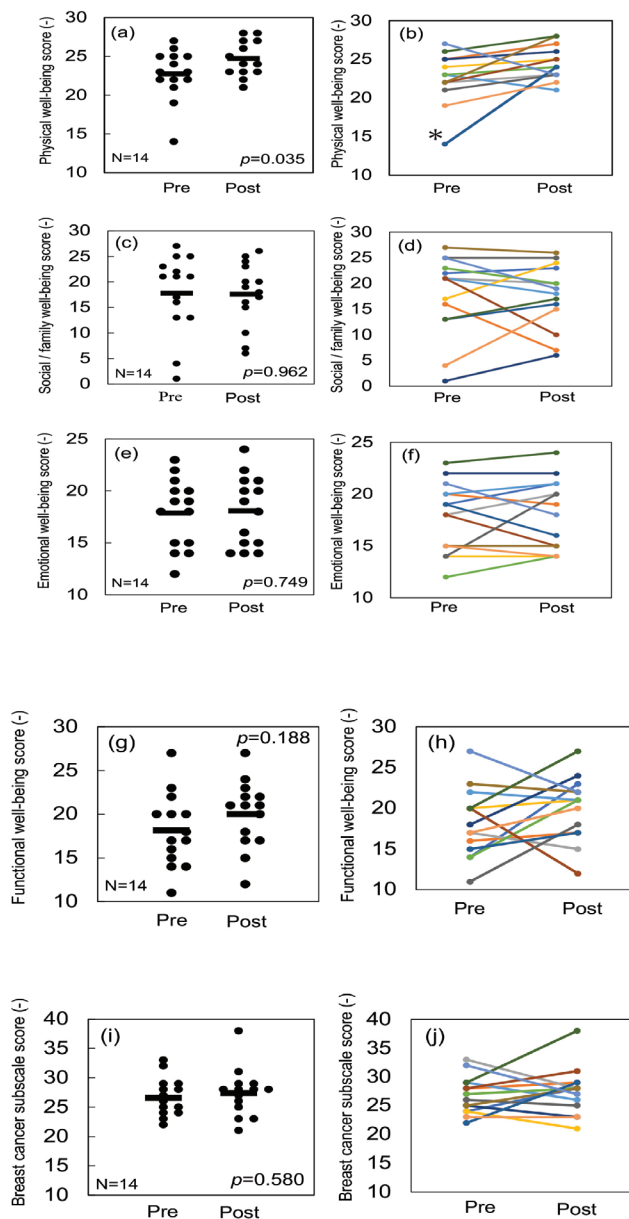 (a)
Physical well-being score (-)
30
25
20
15
10
N=14
p=0.035
Pre
Post
(b)
Physical well-being score (-)
30
25
20
15
10
*
Pre
Post
(c)
Social / family well-being score (-)
30
25
20
15
10
5
0
N=14
p=0.962
Pre
Post
(d)
Social / family well-being score (-)
30
25
20
15
10
5
0
Pre
Post
(e)
Emotional well-being score (-)
25
20
15
10
N=14
p=0.749
Pre
Post
(f)
Emotional well-being score (-)
25
20
15
10
Pre
Post
(g)
p=0.188
Functional well-being score (-)
30
25
20
15
10
N=14
Pre
Post
(h)
Functional well-being score (-)
30
25
20
15
10
Pre
Post
(i)
Breast cancer subscale score (-)
40
35
30
25
20
15
10
N=14
p=0.580
Pre
Post
(j)
Breast cancer subscale score (-)
40
35
30
25
20
15
10
Pre
Post